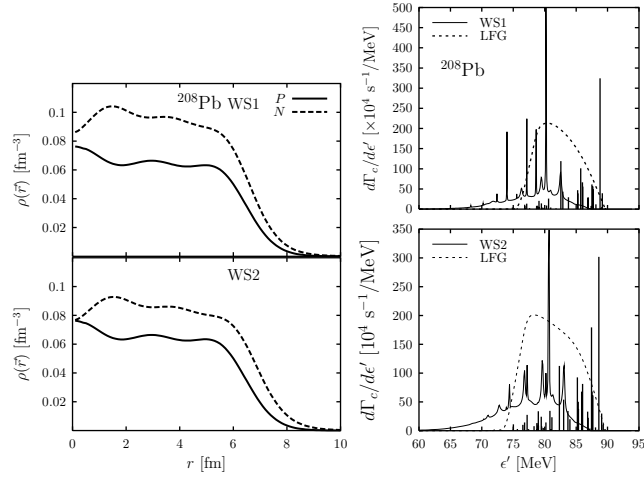 ²⁰⁸Pb WS1
P
N
0.1
0.08
0.06
0.04
0.02
ρ(r⃗) [fm⁻³]
WS2
0.1
0.08
0.06
0.04
0.02
ρ(r⃗) [fm⁻³]
0 2 4 6 8 10
r [fm]
500
450
400
350
300
250
200
150
100
50
0
dΓc/dϵ′ [×10⁴ s⁻¹/MeV]
WS1
LFG
²⁰⁸Pb
350
300
250
200
150
100
50
0
dΓc/dϵ′ [10⁴ s⁻¹/MeV]
WS2
LFG
60 65 70 75 80 85 90 95
ϵ′ [MeV]